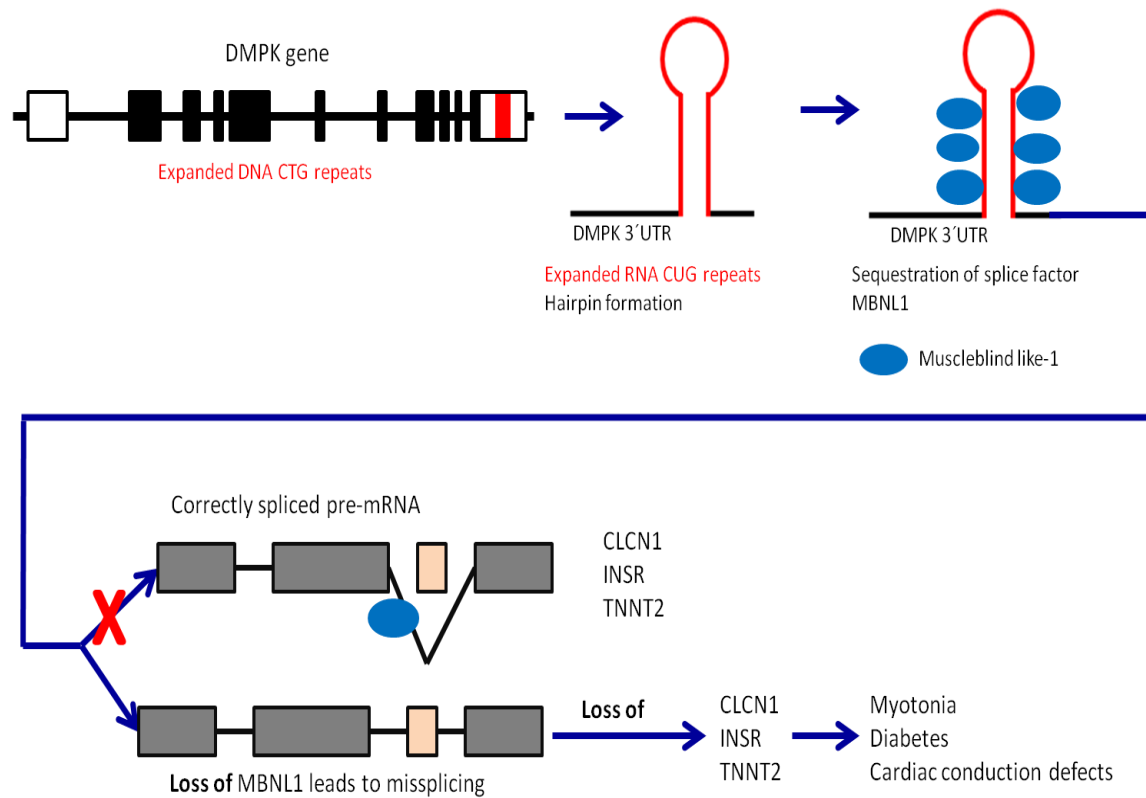 DMPK gene
Expanded DNA CTG repeats
DMPK 3´UTR
Expanded RNA CUG repeats
Hairpin formation
DMPK 3´UTR
Sequestration of splice factor
MBNL1
Muscleblind like-1
Correctly spliced pre-mRNA
CLCN1
INSR
TNNT2
X
Loss of MBNL1 leads to missplicing
Loss of
CLCN1
INSR
TNNT2
Myotonia
Diabetes
Cardiac conduction defects